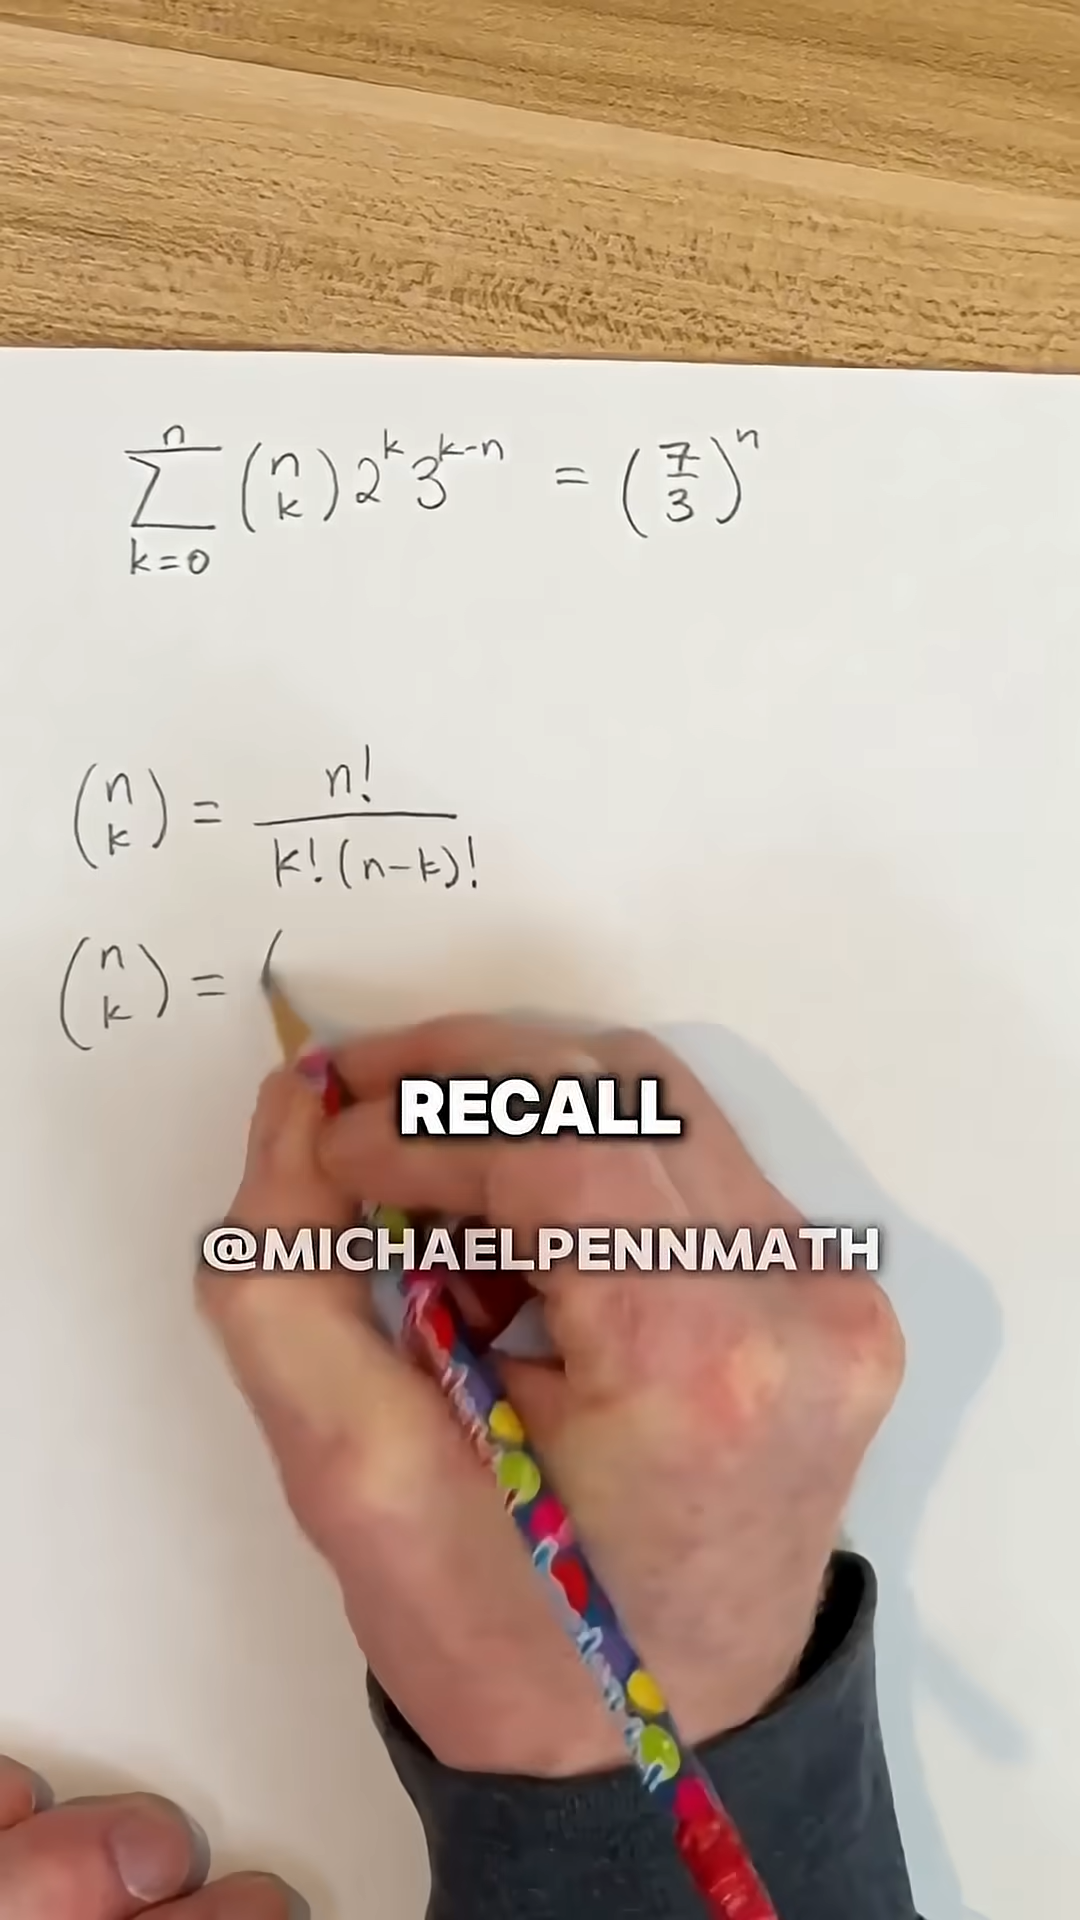 ∑_{k=0}^{n} (n k) 2^k 3^{k-n} = (7/3)^n
(n k) = n! / k!(n-k)!
(n k) = (
RECALL
@MICHAELPENNMATH